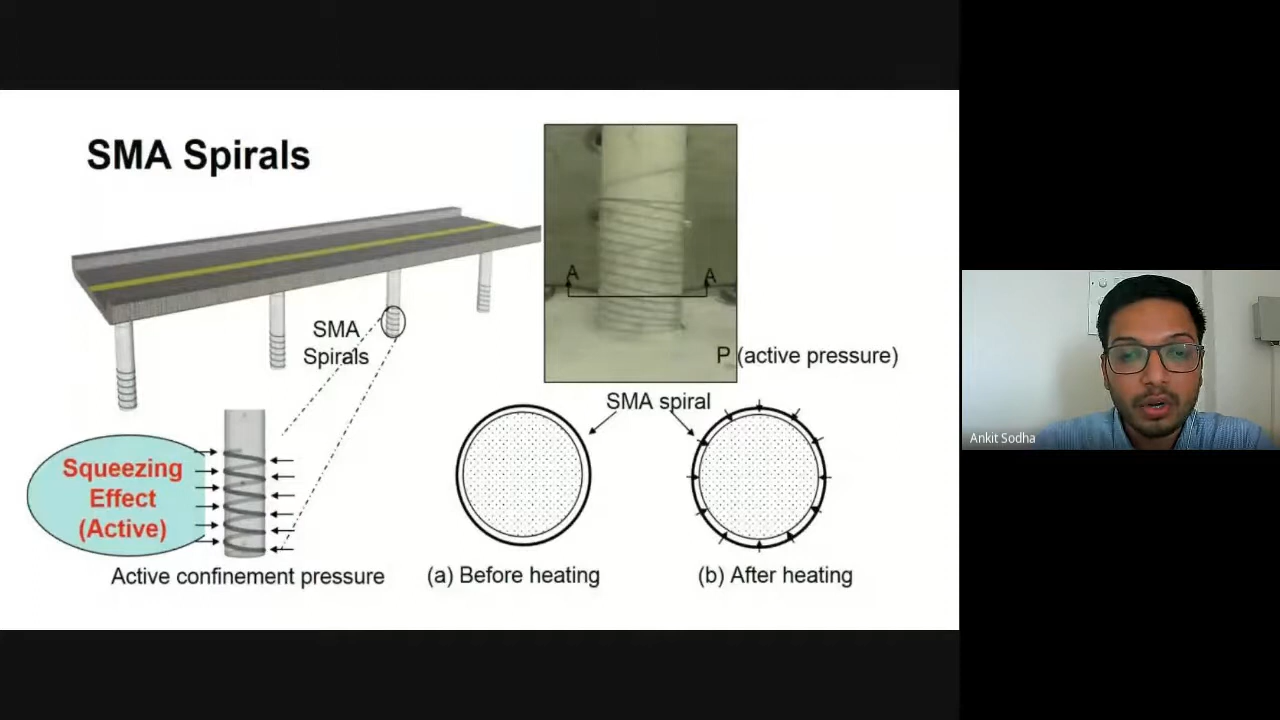 SMA Spirals
SMA
Spirals
A
A
P (active pressure)
SMA spiral
Squeezing
Effect
(Active)
Active confinement pressure
(a) Before heating
(b) After heating
Ankit Sodha